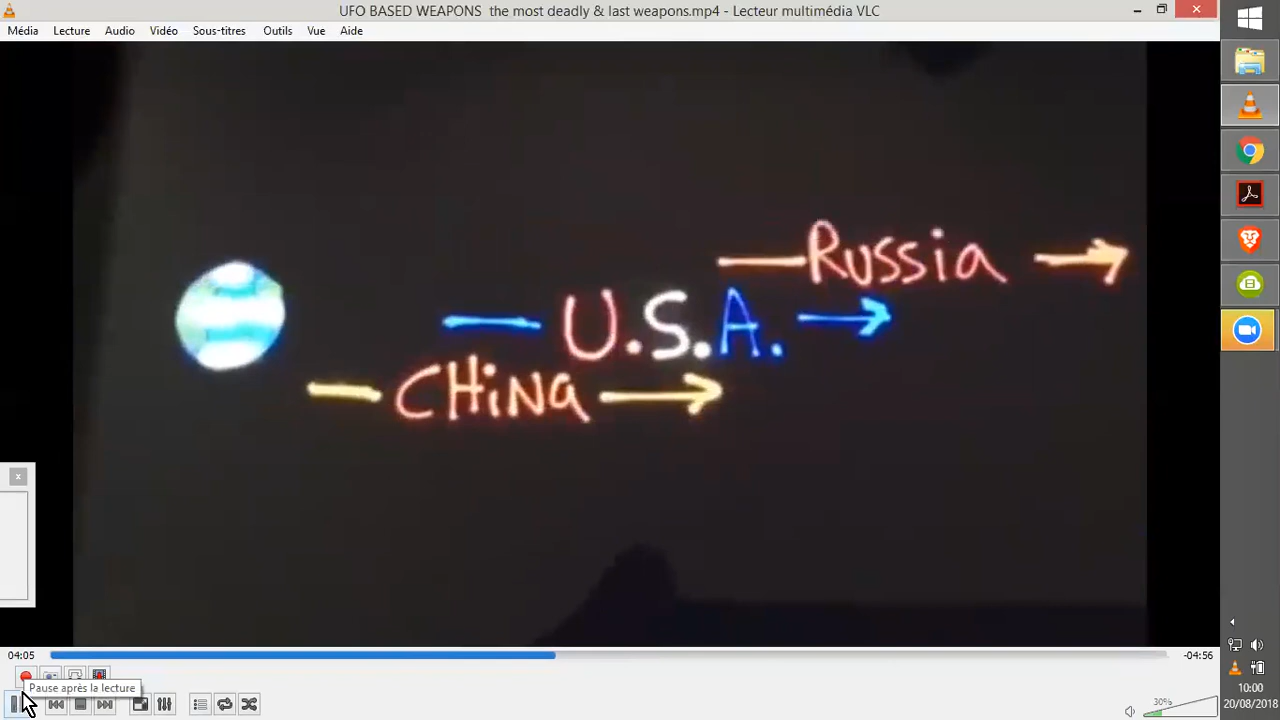 UFO BASED WEAPONS the most deadly & last weapons.mp4 - Lecteur multimédia VLC
Média Lecture Audio Vidéo Sous-titres Outils Vue Aide
RUSSiA
U.S.A.
CHiNA
04:05
-04:56
Pause après la lecture
30%
10:00
20/08/2018